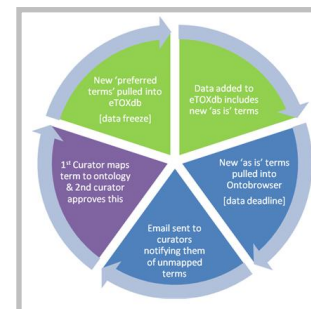 New 'preferred
terms' pulled into
eTOXdb
[data freeze]
Data added to
eTOXdb includes
new 'as is' terms
New "as is" terms
pulled into
Ontobrowser
[data deadline]
Email sent to
curators
notifying them
of unmapped
terms
1st Curator maps
term to ontology
& 2nd curator
approves this